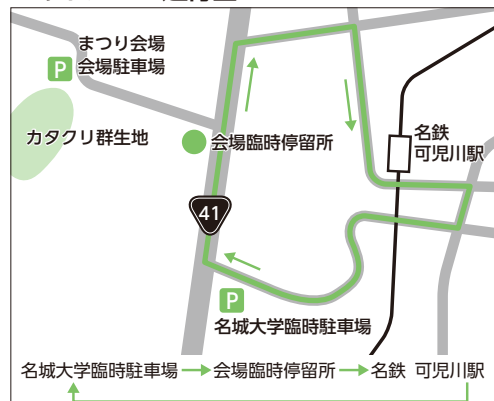 まつり会場
P 会場駐車場
カタクリ群生地
会場臨時停留所
名鉄
可児川駅
41
P
名城大学臨時駐車場
名城大学臨時駐車場→会場臨時停留所→名鉄 可児川駅